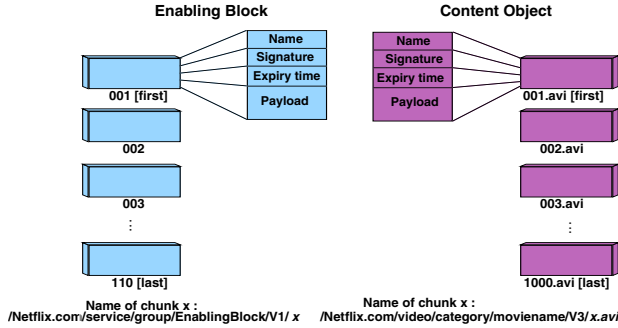 Enabling Block
Content Object
Name
Signature
Expiry time
Payload
001 [first]
002
003
⋮
110 [last]
Name
Signature
Expiry time
Payload
001.avi [first]
002.avi
003.avi
⋮
1000.avi [last]
Name of chunk x :
/Netflix.com/service/group/EnablingBlock/V1/ x
Name of chunk x :
/Netflix.com/video/category/moviename/V3/ x.avi